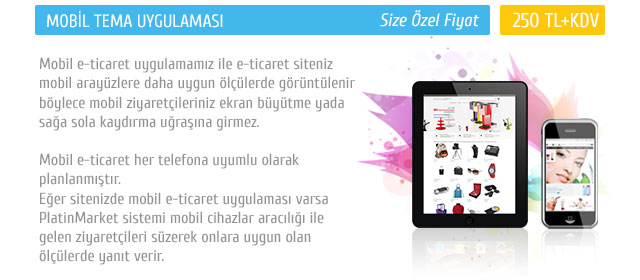 MOBİL TEMA UYGULAMASI
Size Özel Fiyat
250 TL+KDV
Mobil e-ticaret uygulamamız ile e-ticaret siteniz
mobil arayüzlere daha uygun ölçülerde görüntülenir
böylece mobil ziyaretçileriniz ekran büyütme yada
sağa sola kaydırma uğraşına girmez.
Mobil e-ticaret her telefona uyumlu olarak
planlanmıştır.
Eğer sitenizde mobil e-ticaret uygulaması varsa
PlatinMarket sistemi mobil cihazlar aracılığı ile
gelen ziyaretçileri süzerek onlara uygun olan
ölçülerde yanıt verir.